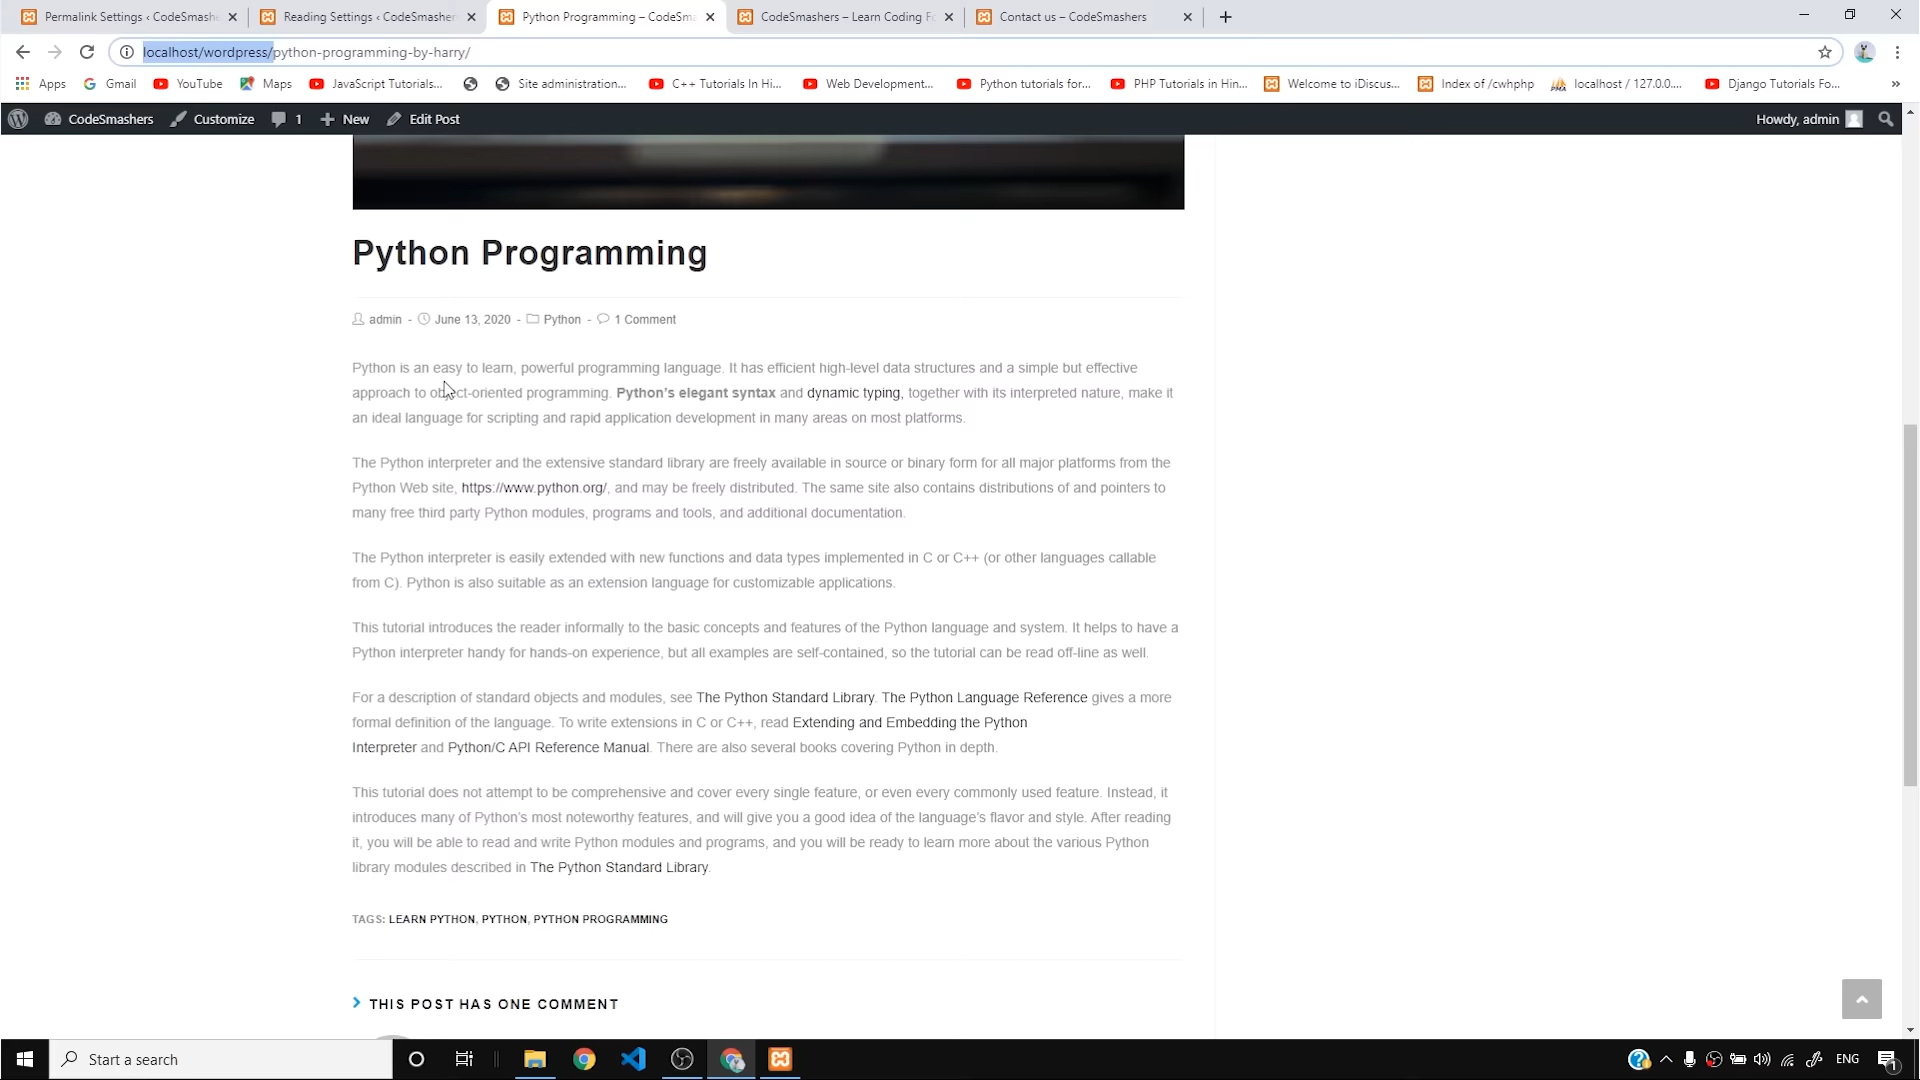 Permalink Settings ‹ CodeSmashe
Reading Settings ‹ CodeSmashers
Python Programming – CodeSma
CodeSmashers – Learn Coding Fo
Contact us – CodeSmashers
localhost/wordpress/python-programming-by-harry/
Apps
Gmail
YouTube
Maps
JavaScript Tutorials...
Site administration...
C++ Tutorials In Hi...
Web Development...
Python tutorials for...
PHP Tutorials in Hin...
Welcome to iDiscus...
Index of /cwhphp
localhost / 127.0.0....
Django Tutorials Fo...
»
CodeSmashers
Customize
1
New
Edit Post
Howdy, admin
Python Programming
admin - June 13, 2020 - Python - 1 Comment
Python is an easy to learn, powerful programming language. It has efficient high-level data structures and a simple but effective
approach to object-oriented programming. Python’s elegant syntax and dynamic typing, together with its interpreted nature, make it
an ideal language for scripting and rapid application development in many areas on most platforms.
The Python interpreter and the extensive standard library are freely available in source or binary form for all major platforms from the
Python Web site, https://www.python.org/, and may be freely distributed. The same site also contains distributions of and pointers to
many free third party Python modules, programs and tools, and additional documentation.
The Python interpreter is easily extended with new functions and data types implemented in C or C++ (or other languages callable
from C). Python is also suitable as an extension language for customizable applications.
This tutorial introduces the reader informally to the basic concepts and features of the Python language and system. It helps to have a
Python interpreter handy for hands-on experience, but all examples are self-contained, so the tutorial can be read off-line as well.
For a description of standard objects and modules, see The Python Standard Library. The Python Language Reference gives a more
formal definition of the language. To write extensions in C or C++, read Extending and Embedding the Python
Interpreter and Python/C API Reference Manual. There are also several books covering Python in depth.
This tutorial does not attempt to be comprehensive and cover every single feature, or even every commonly used feature. Instead, it
introduces many of Python’s most noteworthy features, and will give you a good idea of the language’s flavor and style. After reading
it, you will be able to read and write Python modules and programs, and you will be ready to learn more about the various Python
library modules described in The Python Standard Library.
TAGS: LEARN PYTHON, PYTHON, PYTHON PROGRAMMING
THIS POST HAS ONE COMMENT
Start a search
ENG
1